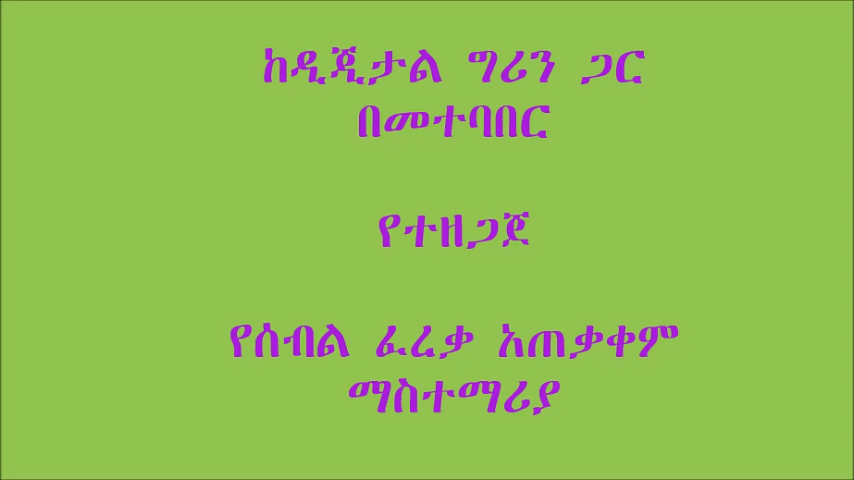 ከዲጂታል ግሪን ጋር
በመተባበር
የተዘጋጀ
የሰብል ፈረቃ አጠቃቀም
ማስተማሪያ